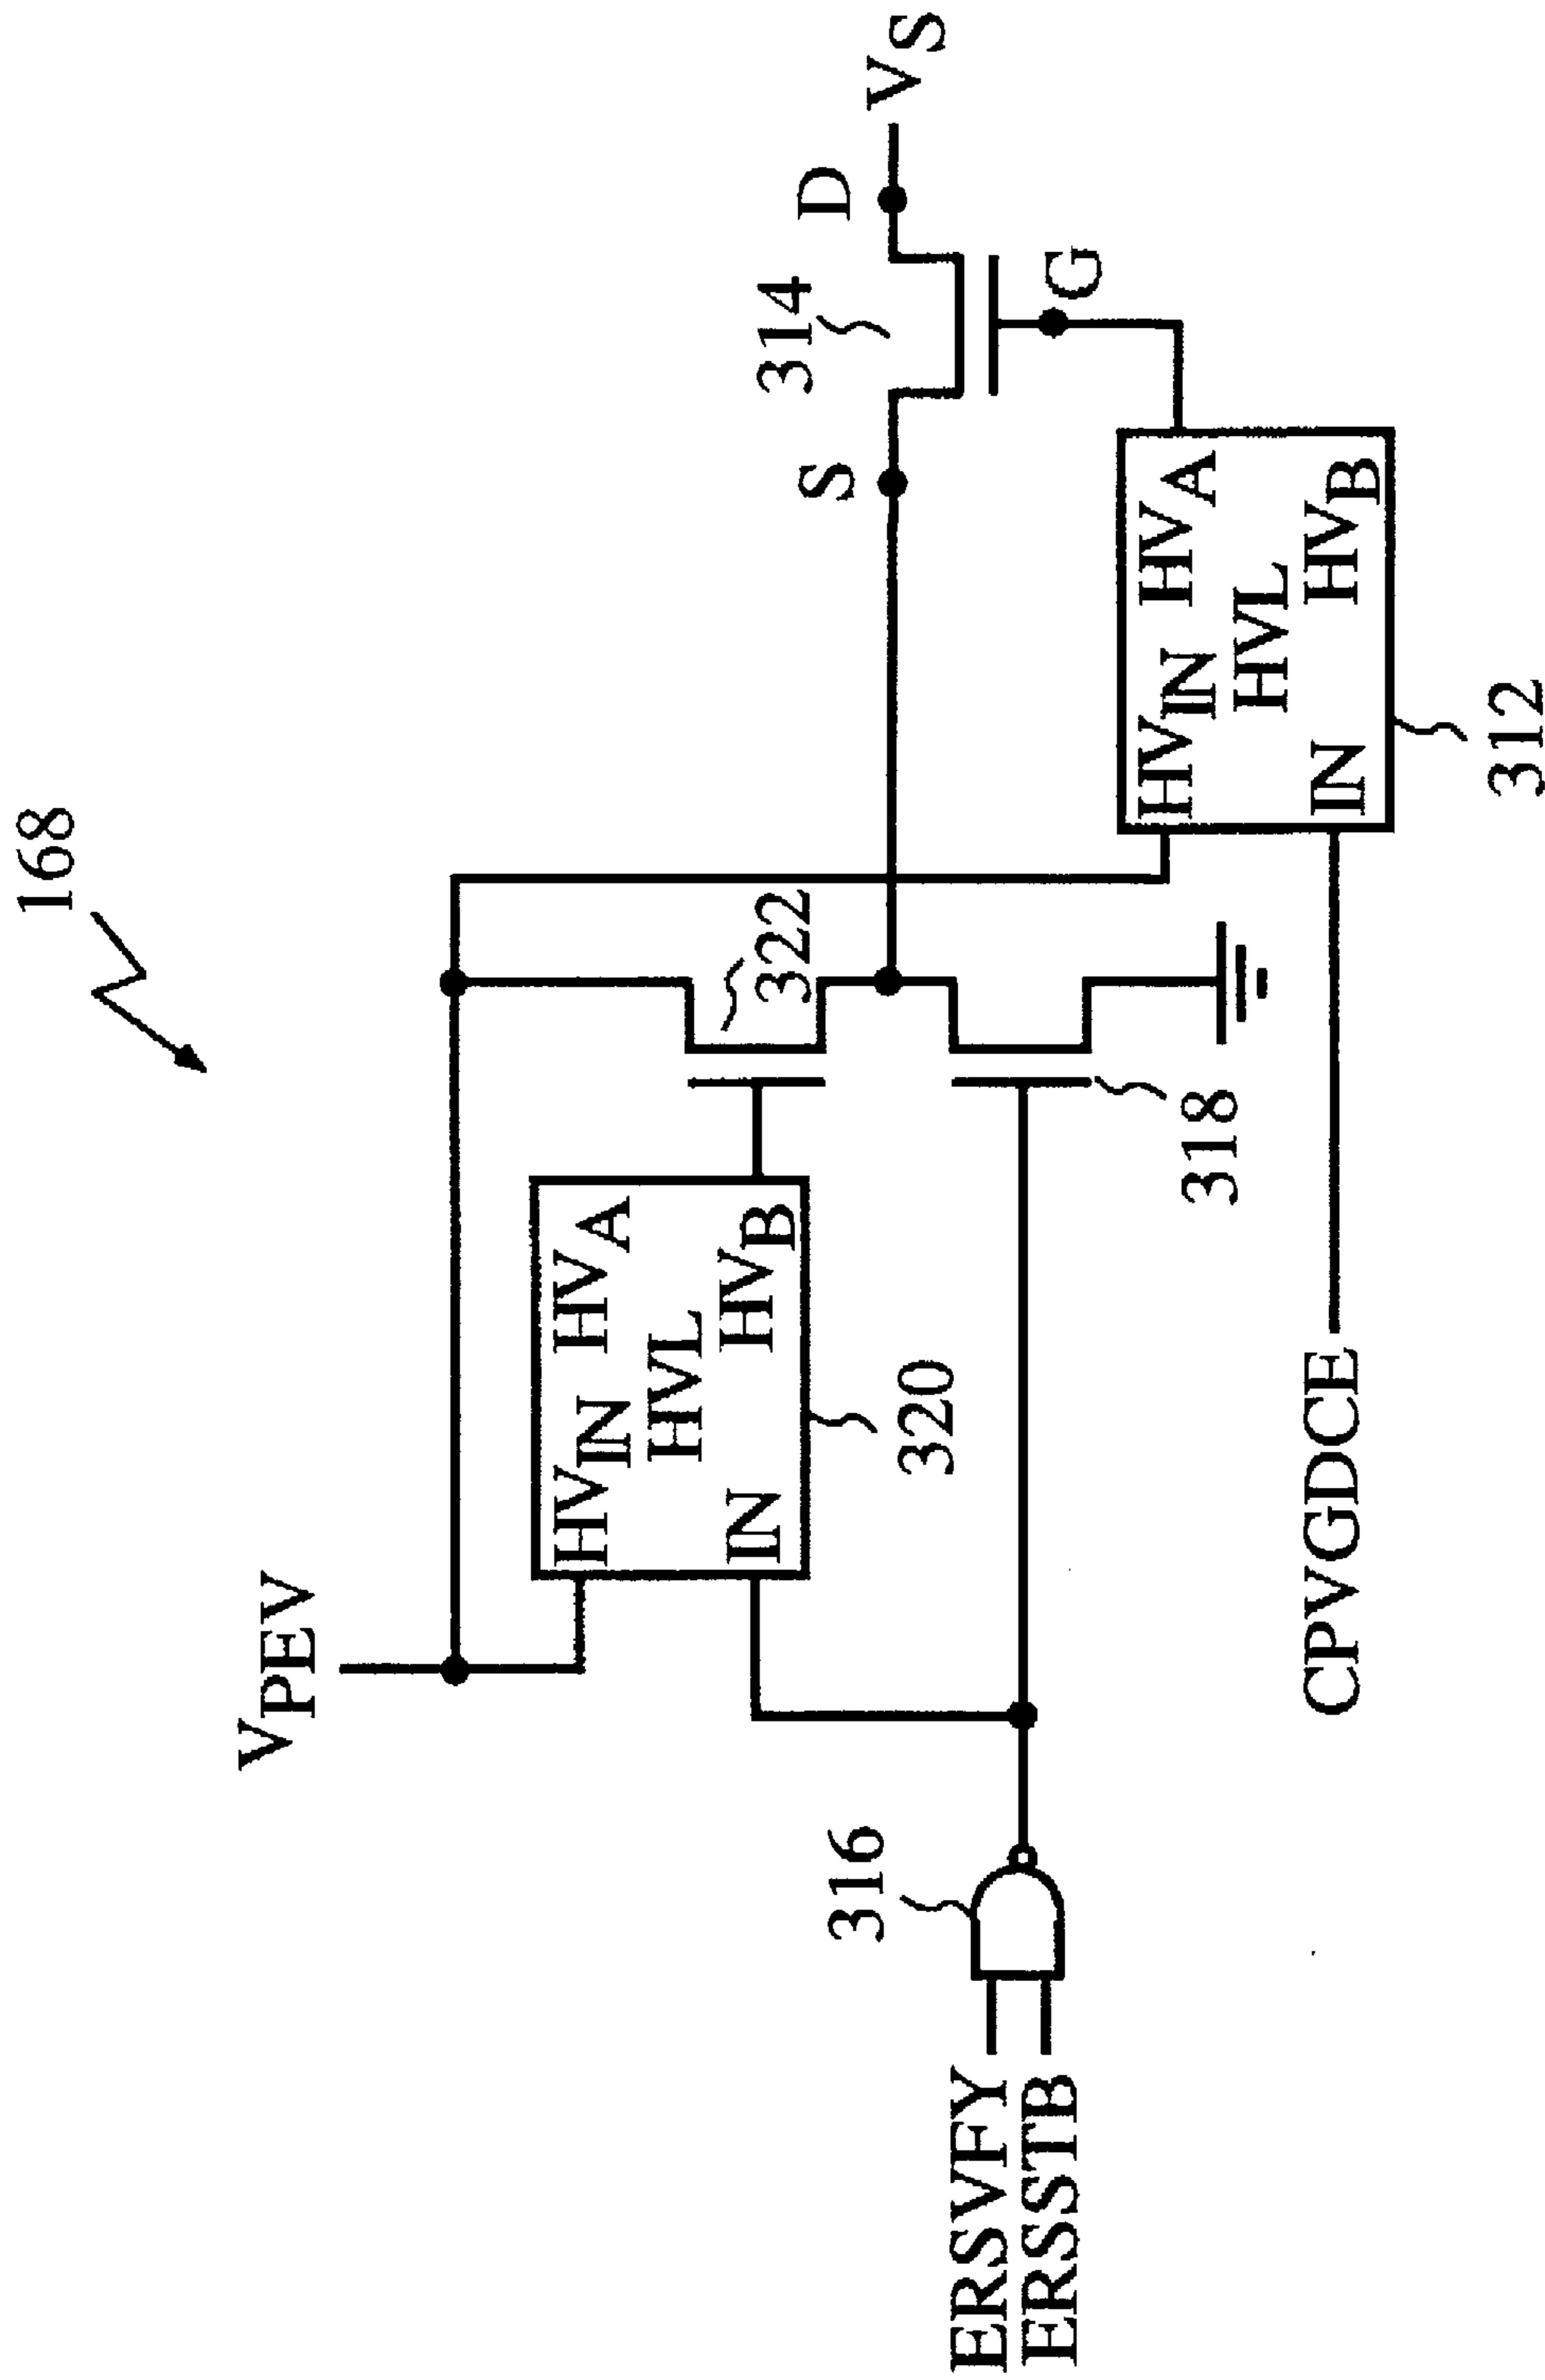 168
VPEV
HVIN HVA
HVL
IN HVB
320
322
S
314
D
VS
G
316
ERSVFY
ERSSTB
318
HVIN HVA
HVL
IN HVB
312
CPVGDCE